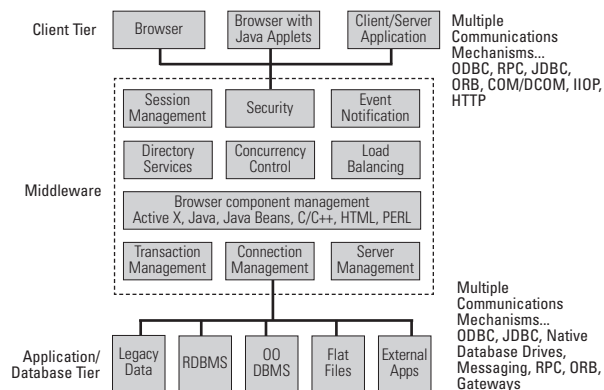 Client Tier
Browser
Browser with
Java Applets
Client/Server
Application
Multiple
Communications
Mechanisms...
ODBC, RPC, JDBC,
ORB, COM/DCOM, IIOP,
HTTP
Middleware
Session
Management
Security
Event
Notification
Directory
Services
Concurrency
Control
Load
Balancing
Browser component management
Active X, Java, Java Beans, C/C++, HTML, PERL
Transaction
Management
Connection
Management
Server
Management
Application/
Database Tier
Legacy
Data
RDBMS
OO
DBMS
Flat
Files
External
Apps
Multiple
Communications
Mechanisms...
ODBC, JDBC, Native
Database Drives,
Messaging, RPC, ORB,
Gateways